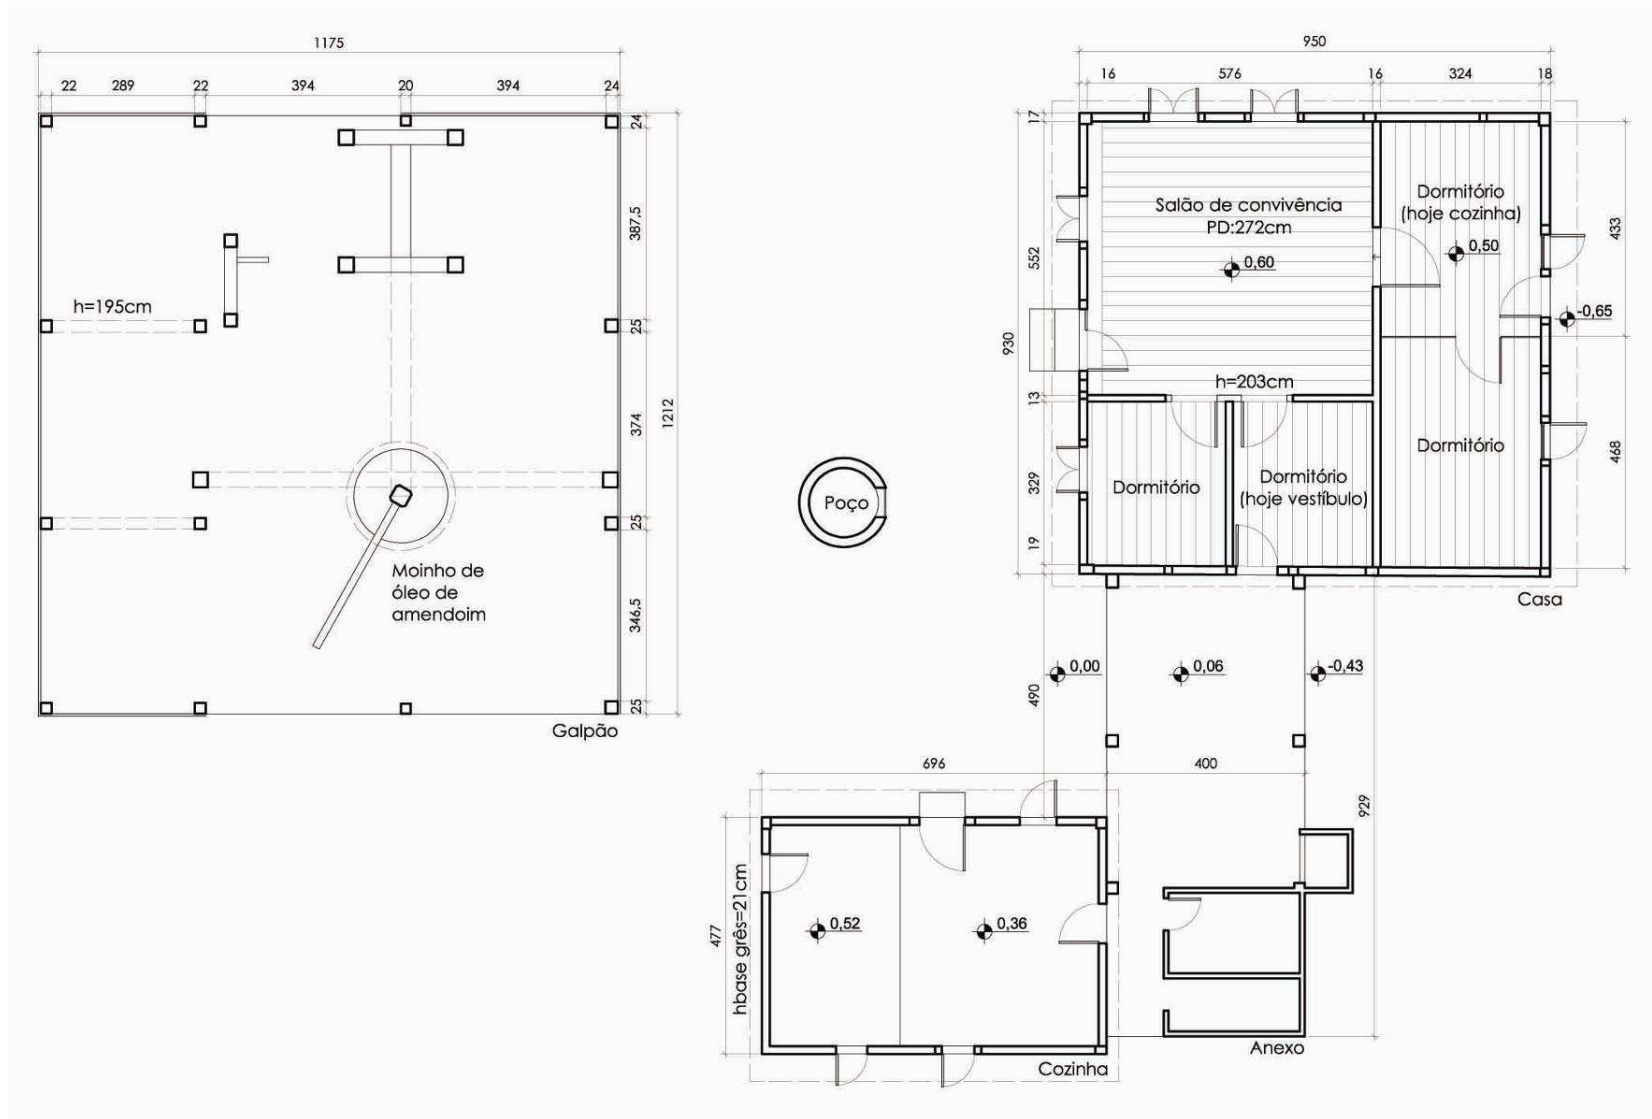 1175
950
22 289 22 394 20 394 24
16 576 16 324 18
24
17
387,5
h=195cm
25
374
1212
25
Moinho de
óleo de
amendoim
346,5
25
Galpão
Poço
Salão de convivência
PD:272cm
0,60
Dormitório
(hoje cozinha)
0,50
433
-0,65
552
930
h=203cm
13
Dormitório
468
329
Dormitório
Dormitório
(hoje vestíbulo)
19
Casa
0,00
0,06
-0,43
490
696
400
929
477
hbase grês=21cm
0,52
0,36
Anexo
Cozinha